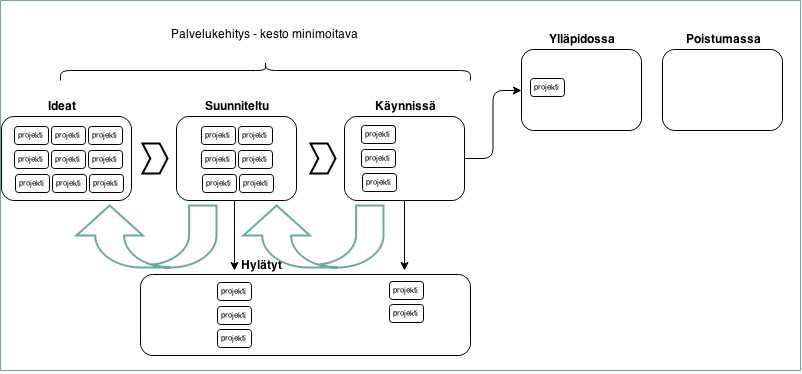 Palvelukehitys - kesto minimoitava
Ylläpidossa
Poistumassa
projekti
Ideat
Suunniteltu
Käynnissä
projekti projekti projekti
projekti projekti projekti
projekti projekti projekti
projekti projekti
projekti projekti
projekti projekti
projekti
projekti
projekti
Hylätyt
projekti
projekti
projekti
projekti
projekti